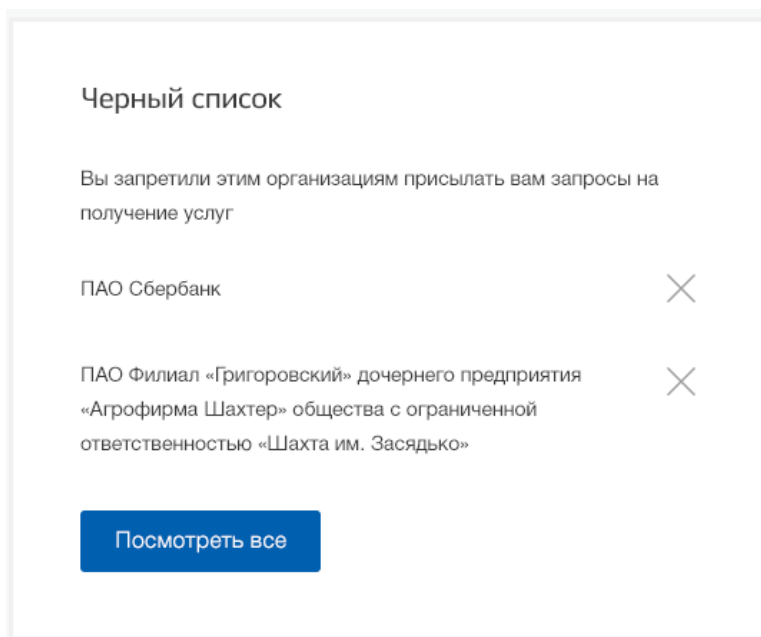 Черный список
Вы запретили этим организациям присылать вам запросы на
получение услуг
ПАО Сбербанк
ПАО Филиал «Григоровский» дочернего предприятия
«Агрофирма Шахтер» общества с ограниченной
ответственностью «Шахта им. Засядько»
Посмотреть все